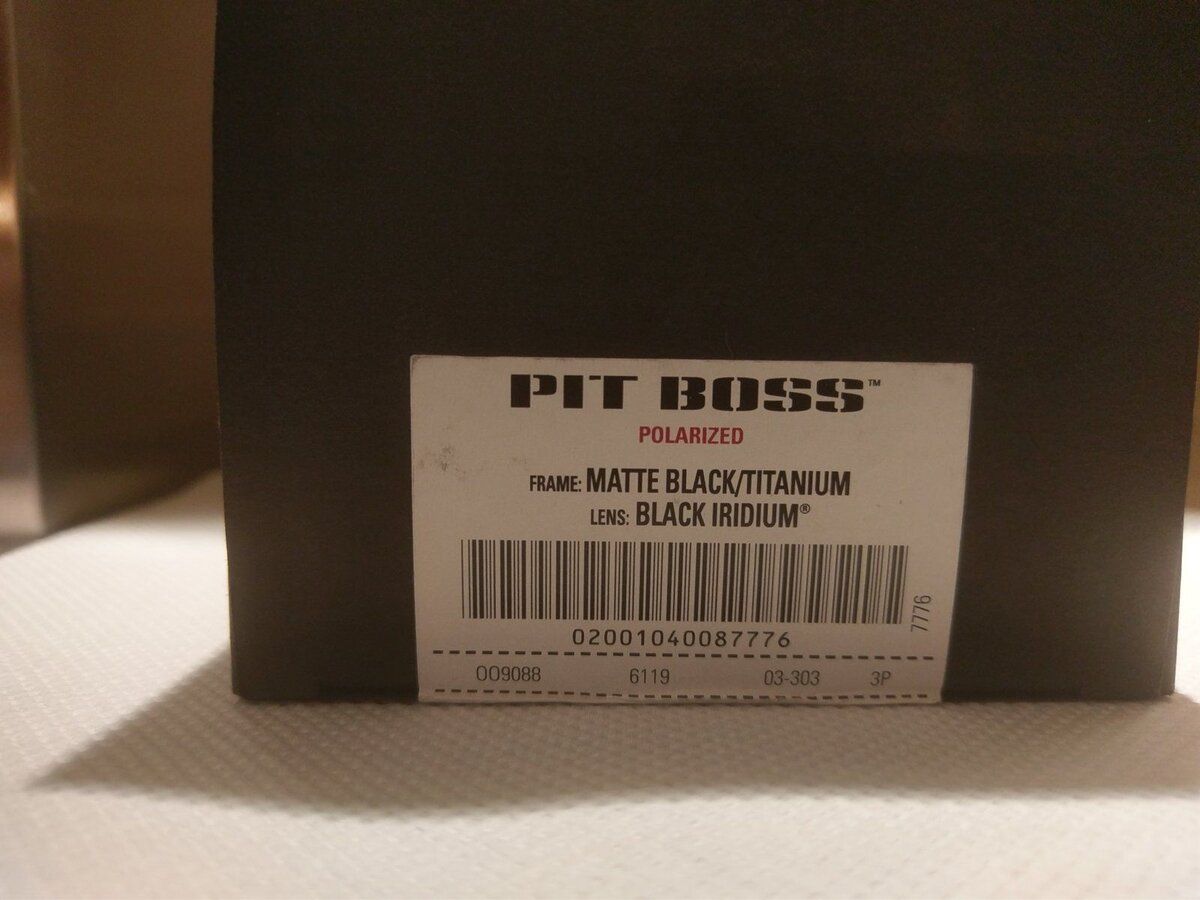 PIT BOSS™
POLARIZED
FRAME: MATTE BLACK/TITANIUM
LENS: BLACK IRIDIUM®
7776
02001040087776
OO9088 6119 03-303 3P